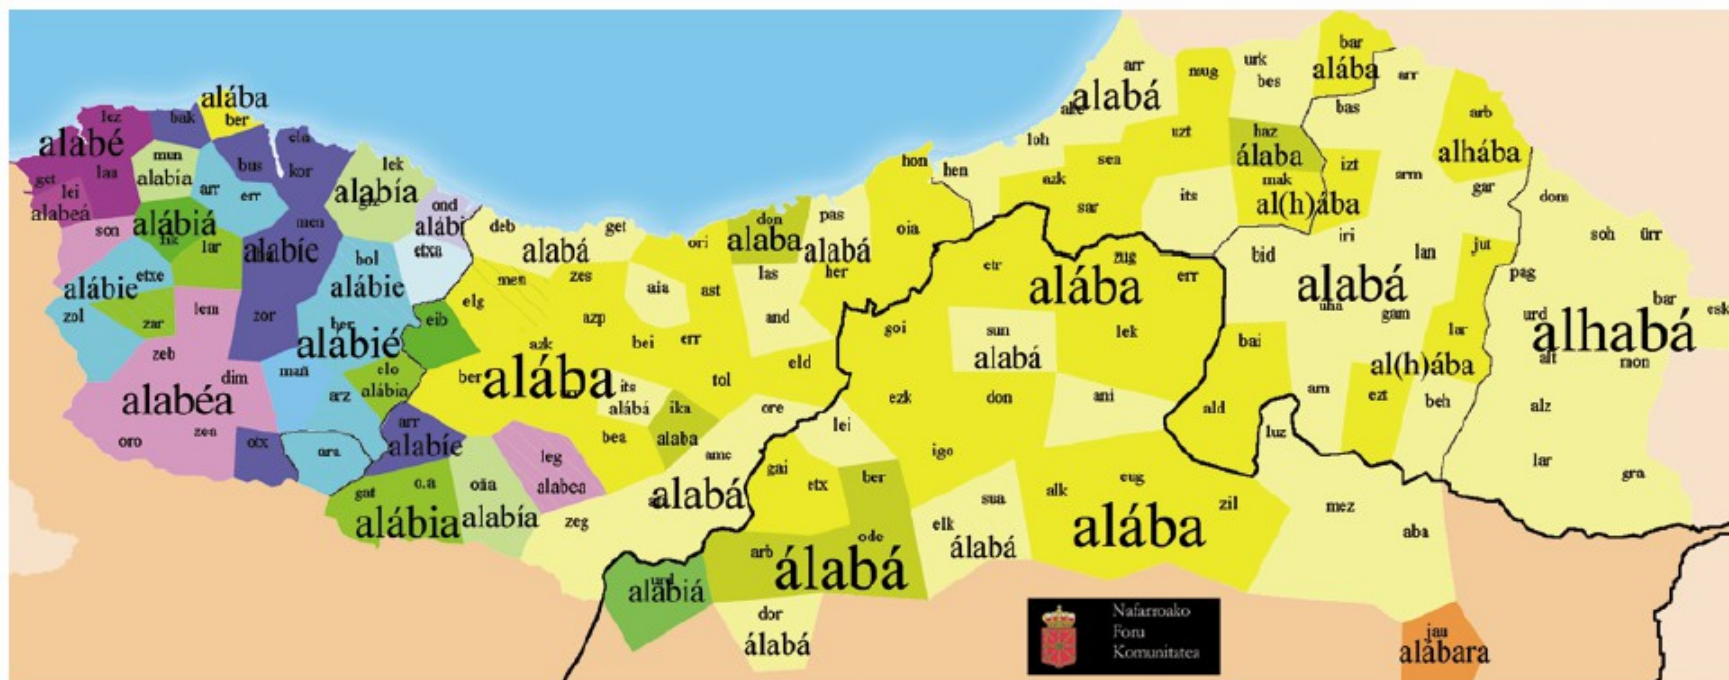 lez
bak
alába
ber
ela
alabé
mun
alabía
bus
kor
lek
alabía
get
laa
lei
alabeá
arr
err
ond
alábi
son
alábiá
lar
men
alábie
etxa
bol
alábie
etxe
alábie
zol
zar
lem
zor
alábié
eib
zeb
dim
mañ
arz
elo
alábia
alabéa
oro
zea
otx
ara
arr
alabíe
gat
alábia
oña
alabía
leg
alabea
zeg
deb
alabá
get
men
zes
elg
azp
azk
ber
alába
aia
ori
ast
bei
err
tol
its
alábá
ika
alaba
bea
don
alaba
pas
alabá
las
her
and
eld
ore
ame
alabá
hon
hen
oia
arr
alabá
loh
mug
urk
bes
bar
alába
arr
bas
arb
alhába
uzt
haz
álaba
sea
azk
sar
its
mak
al(h)ába
izt
arm
gar
iri
lan
jut
bid
alabá
gam
lar
al(h)ába
bai
am
ezt
beh
luz
ald
dom
soh
ürr
pag
bar
esk
urd
alhabá
alt
mon
alz
lar
gra
etr
zug
err
alába
goi
sun
alabá
lek
ezk
don
ani
lei
igo
gai
etx
ber
ode
arb
álabá
sua
elk
álabá
alk
eug
zil
alába
mez
aba
alabiá
dor
álabá
jau
alàbara
Nafarroako
Foru
Komunitatea